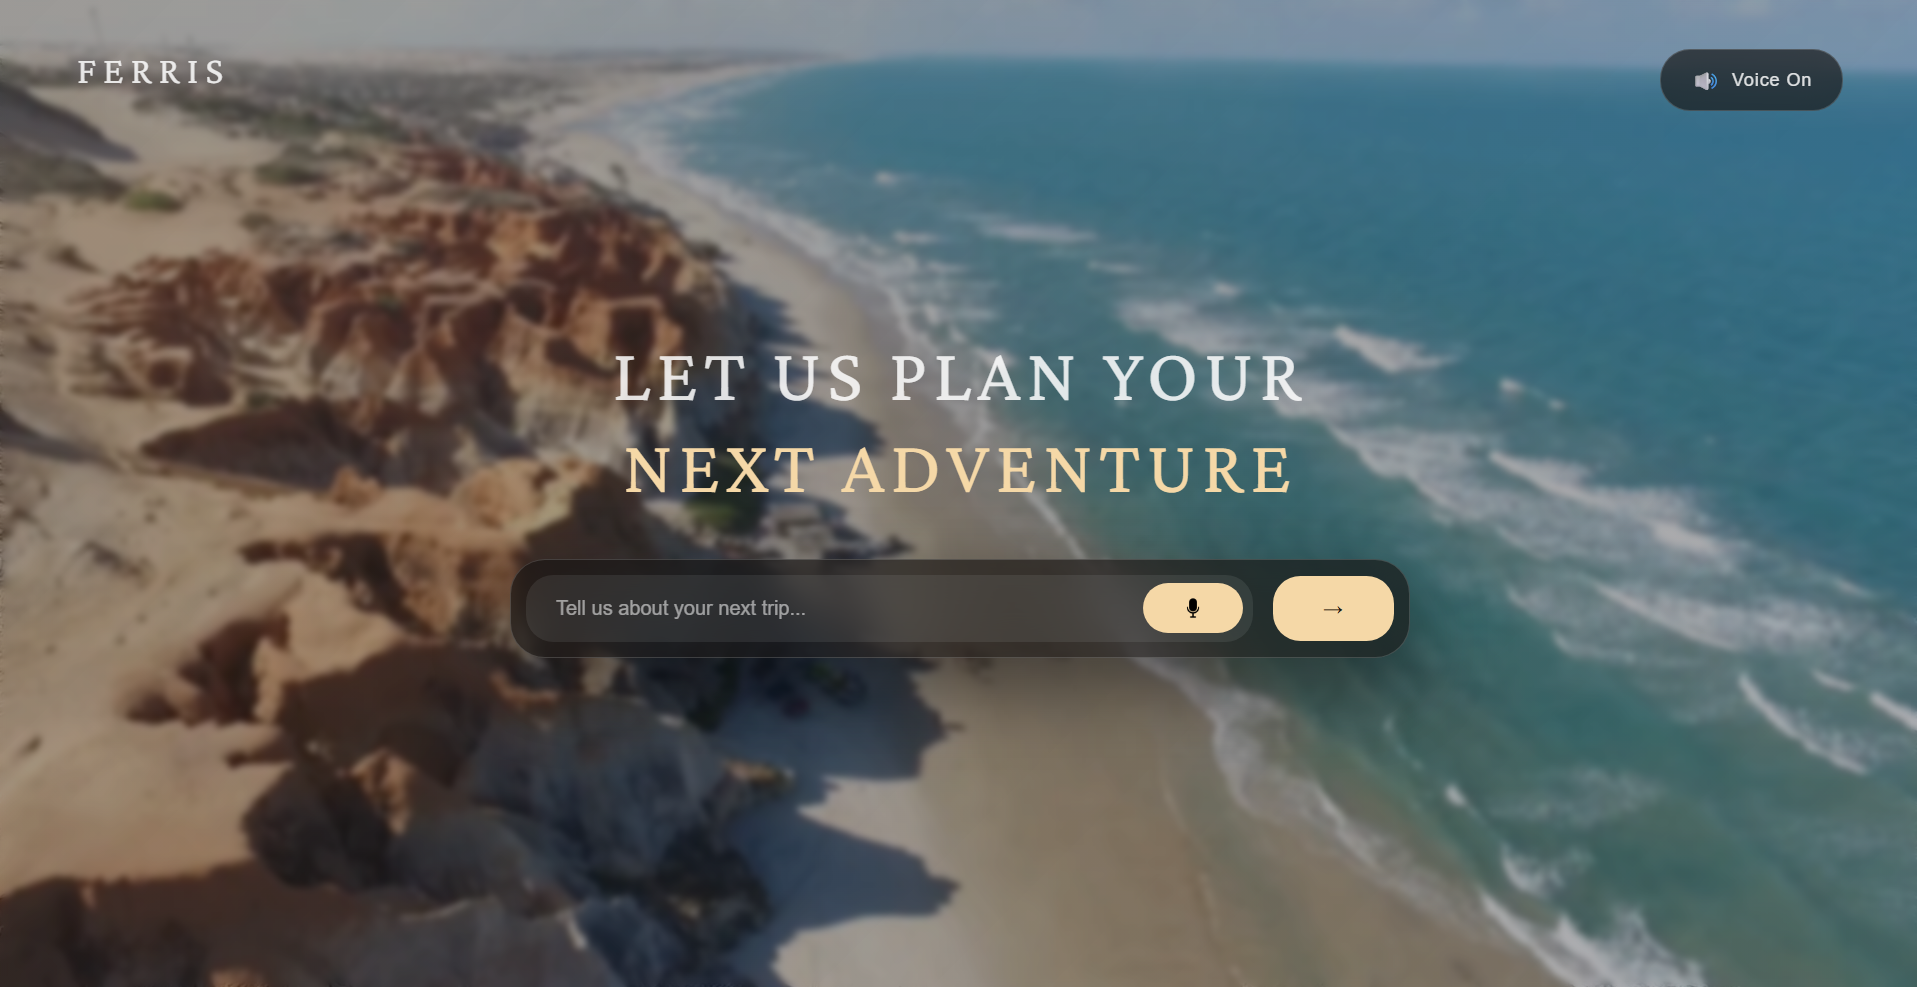 FERRIS
Voice On
LET US PLAN YOUR
NEXT ADVENTURE
Tell us about your next trip...
→